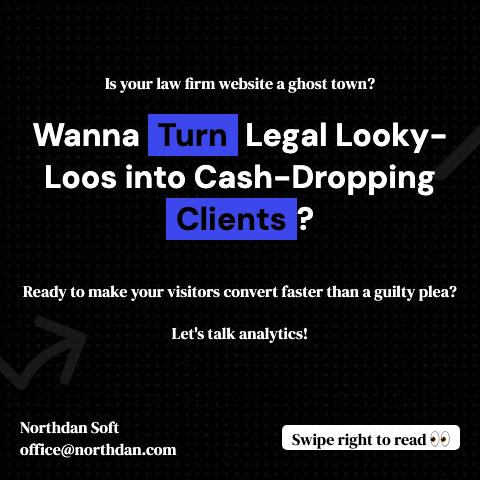 Is your law firm website a ghost town?
Wanna Turn Legal Looky-
Loos into Cash-Dropping
Clients ?
Ready to make your visitors convert faster than a guilty plea?
Let's talk analytics!
Northdan Soft
office@northdan.com
Swipe right to read 👀